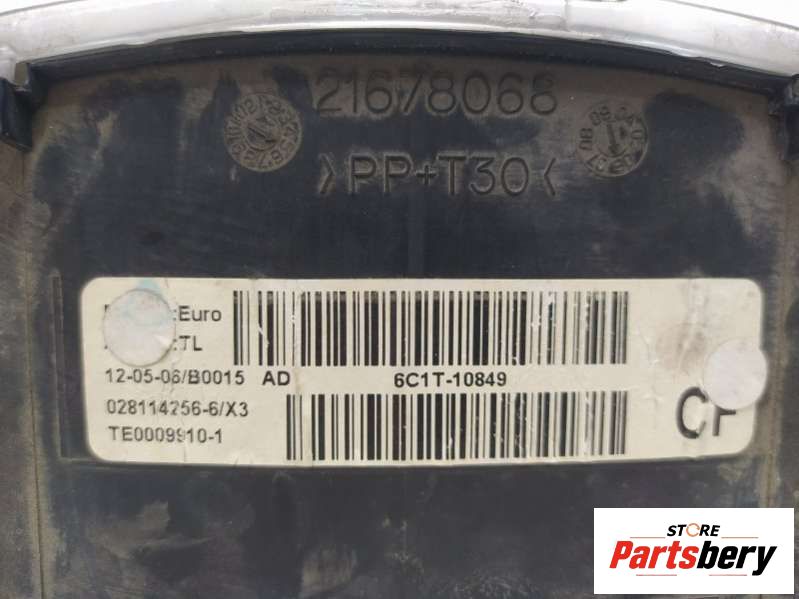 21678068
>PP+T30<
:Euro
:TL
12-05-06/B0015 AD 6C1T-10849
028114256-6/X3
TE0009910-1
STORE
Partsbery